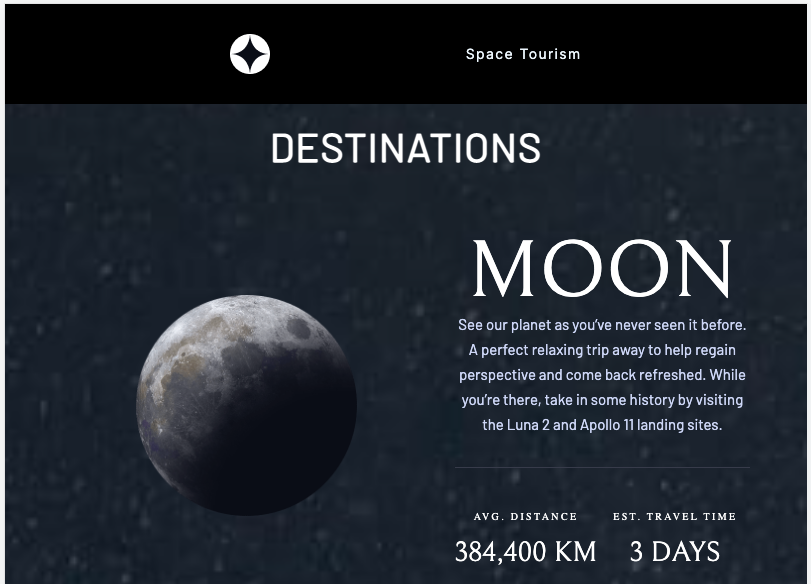 Space Tourism
DESTINATIONS
MOON
See our planet as you’ve never seen it before.
A perfect relaxing trip away to help regain
perspective and come back refreshed. While
you’re there, take in some history by visiting
the Luna 2 and Apollo 11 landing sites.
AVG. DISTANCE
384,400 KM
EST. TRAVEL TIME
3 DAYS